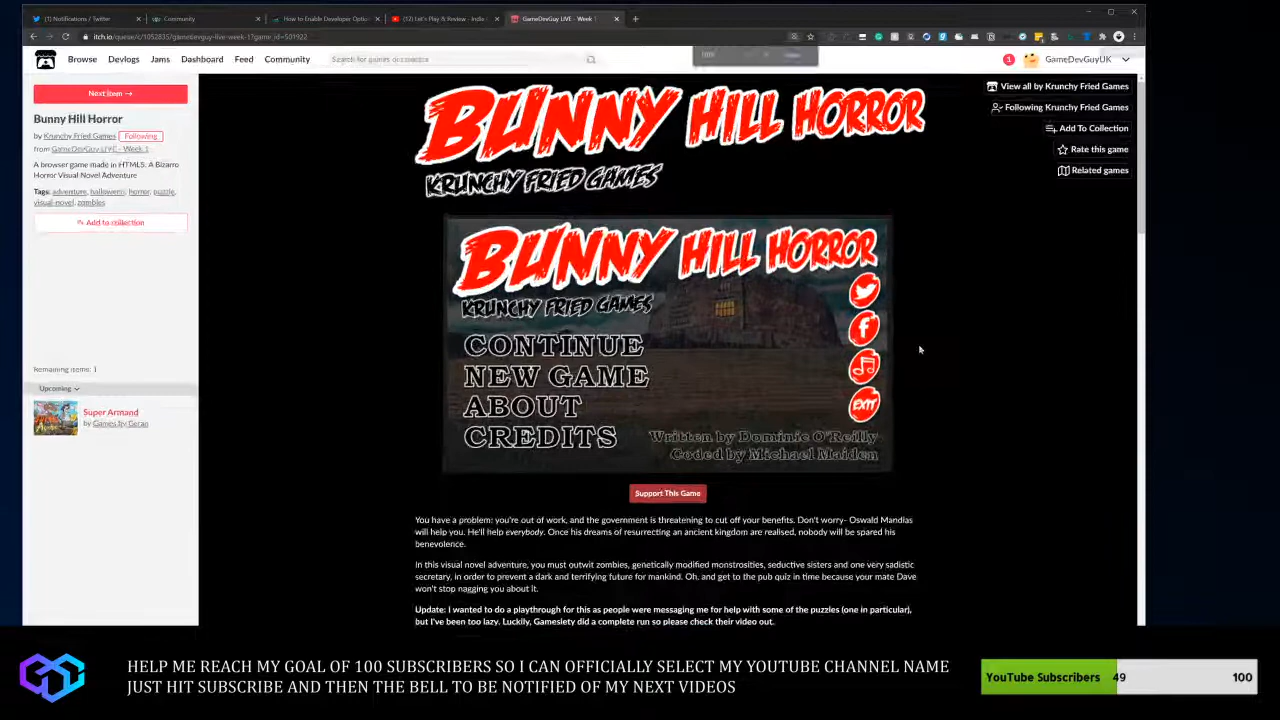 (1) Notifications / Twitter
Community
How to Enable Developer Optio
(12) Let's Play & Review - Indie
GameDevGuy LIVE - Week 1
itch.io/queue/c/1052835/gamedevguy-live-week-1?game_id=501922
Browse
Devlogs
Jams
Dashboard
Feed
Community
Search for games or creators
1
GameDevGuyUK
Next item →
Bunny Hill Horror
by Krunchy Fried Games
Following
from GameDevGuy LIVE - Week 1
A browser game made in HTML5. A Bizarro
Horror Visual Novel Adventure
Tags: adventure, halloween, horror, puzzle,
visual-novel, zombies
Add to collection
Remaining items: 1
Upcoming
Super Armand
by Games by Geran
View all by Krunchy Fried Games
Following Krunchy Fried Games
Add To Collection
Rate this game
Related games
BUNNY HILL HORROR
KRUNCHY FRIED GAMES
BUNNY HILL HORROR
KRUNCHY FRIED GAMES
CONTINUE
NEW GAME
ABOUT
CREDITS
EXIT
Written by Dominic O'Reilly
Coded by Michael Maiden
Support This Game
You have a problem: you're out of work, and the government is threatening to cut off your benefits. Don't worry- Oswald Mandias
will help you. He'll help everybody. Once his dreams of resurrecting an ancient kingdom are realised, nobody will be spared his
benevolence.
In this visual novel adventure, you must outwit zombies, genetically modified monstrosities, seductive sisters and one very sadistic
secretary, in order to prevent a dark and terrifying future for mankind. Oh, and get to the pub quiz in time because your mate Dave
won't stop nagging you about it.
Update: I wanted to do a playthrough for this as people were messaging me for help with some of the puzzles (one in particular),
but I've been too lazy. Luckily, Gameslety did a complete run so please check their video out.
HELP ME REACH MY GOAL OF 100 SUBSCRIBERS SO I CAN OFFICIALLY SELECT MY YOUTUBE CHANNEL NAME
JUST HIT SUBSCRIBE AND THEN THE BELL TO BE NOTIFIED OF MY NEXT VIDEOS
YouTube Subscribers 49 100